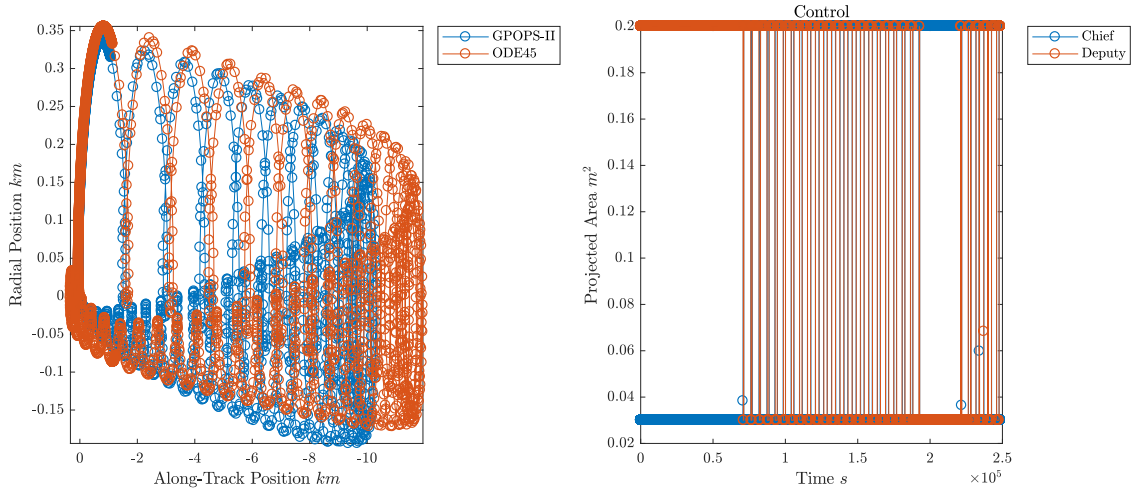 0.35
0.3
0.25
0.2
0.15
0.1
0.05
0
-0.05
-0.1
-0.15
Radial Position km
0 -2 -4 -6 -8 -10
Along-Track Position km
GPOPS-II
ODE45
Control
0.2
0.18
0.16
0.14
0.12
0.1
0.08
0.06
0.04
0.02
Projected Area m²
0 0.5 1 1.5 2 2.5
×10⁵
Time s
Chief
Deputy